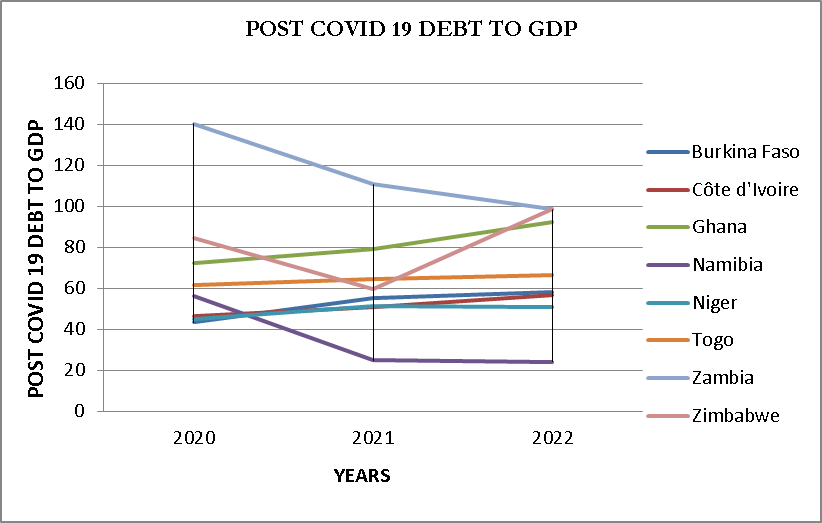 POST COVID 19 DEBT TO GDP
POST COVID 19 DEBT TO GDP
160
140
120
100
80
60
40
20
0
2020 2021 2022
YEARS
Burkina Faso
Côte d'Ivoire
Ghana
Namibia
Niger
Togo
Zambia
Zimbabwe